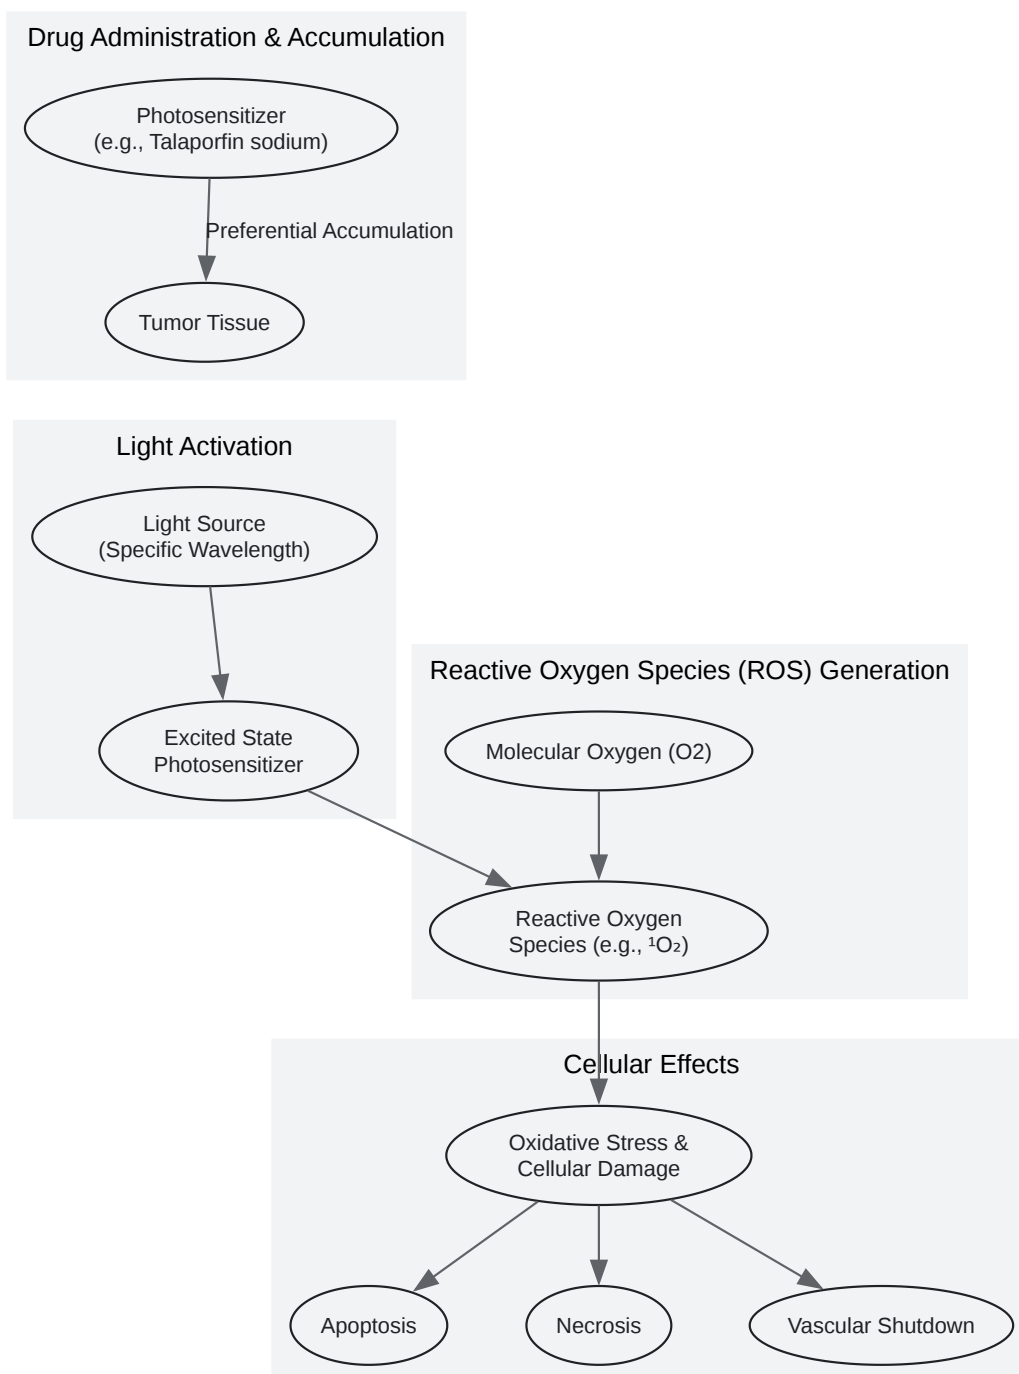 Drug Administration & Accumulation
Photosensitizer
(e.g., Talaporfin sodium)
Preferential Accumulation
Tumor Tissue
Light Activation
Light Source
(Specific Wavelength)
Excited State
Photosensitizer
Reactive Oxygen Species (ROS) Generation
Molecular Oxygen (O2)
Reactive Oxygen
Species (e.g., ¹O₂)
Cellular Effects
Oxidative Stress &
Cellular Damage
Apoptosis
Necrosis
Vascular Shutdown